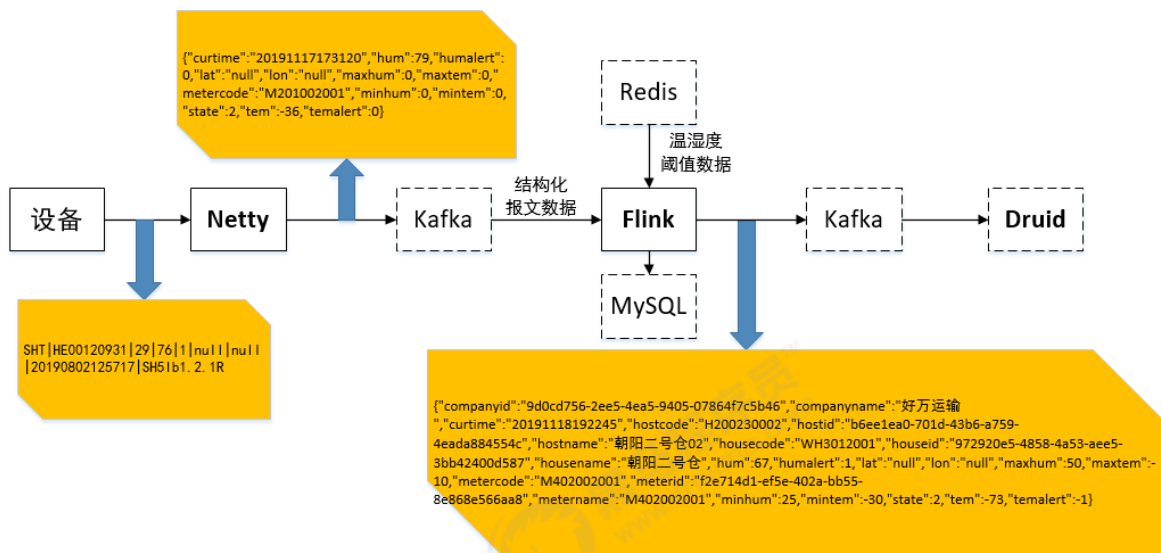 {"curtime":"20191117173120","hum":79,"humalert":
0,"lat":"null","lon":"null","maxhum":0,"maxtem":0,"
metercode":"M201002001","minhum":0,"mintem":0,
"state":2,"tem":-36,"temalert":0}
Redis
温湿度
阈值数据
结构化
报文数据
设备
Netty
Kafka
Flink
Kafka
Druid
MySQL
SHT|HE00120931|29|76|1|null|null
|20190802125717|SH5Ib1.2.1R
{"companyid":"9d0cd756-2ee5-4ea5-9405-07864f7c5b46","companyname":"好万运输
","curtime":"20191118192245","hostcode":"H200230002","hostid":"b6ee1ea0-701d-43b6-a759-
4eada884554c","hostname":"朝阳二号仓02","housecode":"WH3012001","houseid":"972920e5-4858-4a53-aee5-
3bb42400d587","housename":"朝阳二号仓","hum":67,"humalert":1,"lat":"null","lon":"null","maxhum":50,"maxtem":-
10,"metercode":"M402002001","meterid":"f2e714d1-ef5e-402a-bb55-
8e868e566aa8","metername":"M402002001","minhum":25,"mintem":-30,"state":2,"tem":-73,"temalert":-1}